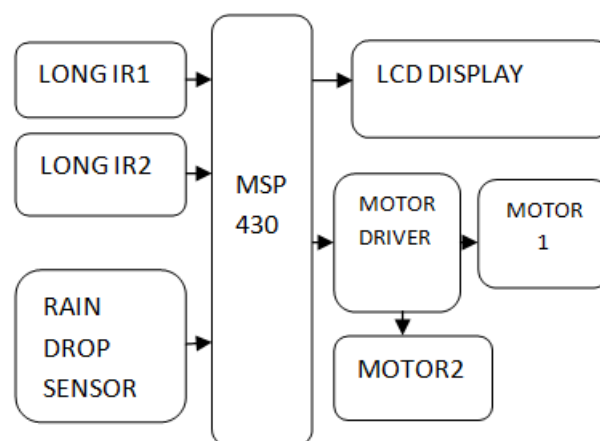 LONG IR1
LONG IR2
RAIN
DROP
SENSOR
MSP
430
LCD DISPLAY
MOTOR
DRIVER
MOTOR
1
MOTOR2